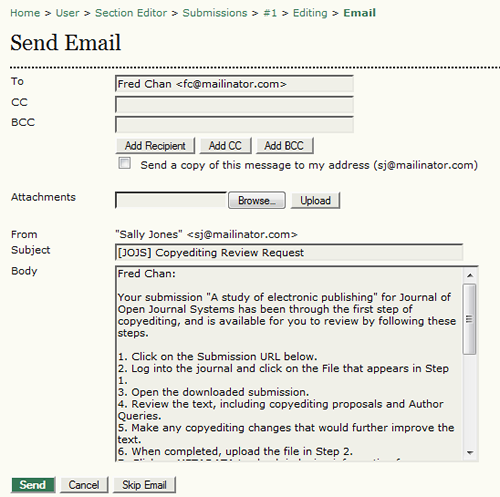 Home > User > Section Editor > Submissions > #1 > Editing > Email
Send Email
To
Fred Chan <fc@mailinator.com>
CC
BCC
Add Recipient Add CC Add BCC
Send a copy of this message to my address (sj@mailinator.com)
Attachments
Browse... Upload
From
"Sally Jones" <sj@mailinator.com>
Subject
[JOJS] Copyediting Review Request
Body
Fred Chan:
Your submission "A study of electronic publishing" for Journal of
Open Journal Systems has been through the first step of
copyediting, and is available for you to review by following these
steps.
1. Click on the Submission URL below.
2. Log into the journal and click on the File that appears in Step
1.
3. Open the downloaded submission.
4. Review the text, including copyediting proposals and Author
Queries.
5. Make any copyediting changes that would further improve the
text.
6. When completed, upload the file in Step 2.
Send Cancel Skip Email